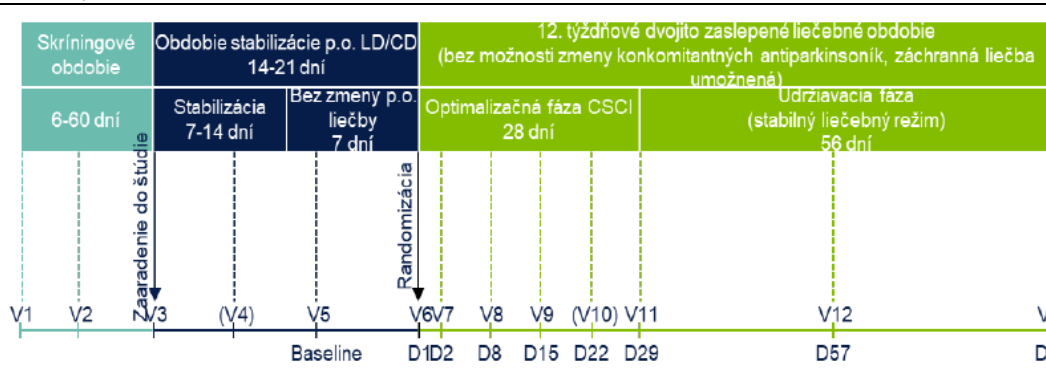 Skríningové
obdobie
Obdobie stabilizácie p.o. LD/CD
14-21 dní
12. týždňové dvojito zaslepené liečebné obdobie
(bez možnosti zmeny konkomitantných antiparkinsoník, záchranná liečba
umožnená)
6-60 dní
Stabilizácia
7-14 dní
Bez zmeny p.o.
liečby
7 dní
Optimalizačná fáza CSCI
28 dní
Udržiavacia fáza
(stabilný liečebný režim)
56 dní
Zaaradenie do štúdie
Randomizácia
V1 V2 V3 (V4) V5 V6 V7 V8 V9 (V10) V11 V12 V
Baseline D1 D2 D8 D15 D22 D29 D57 D